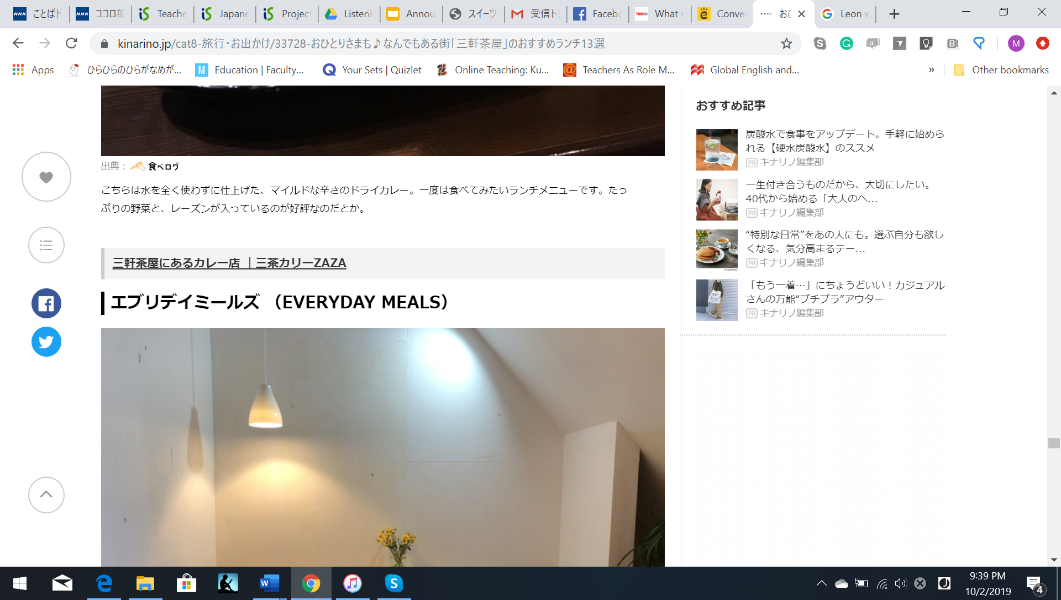 ことばド
ココロ部
Teache
Japane
Project
Listenin
Annou
スイーツ
受信ト
Facebo
What w
Conve
おひ
Leon w
kinarino.jp/cat8-旅行・お出かけ/33728-おひとりさまも♪なんでもある街「三軒茶屋」のおすすめランチ13選
Apps
ひらひらのひらがなめが...
Education | Faculty...
Your Sets | Quizlet
Online Teaching: Ku...
Teachers As Role M...
Global English and...
»
Other bookmarks
出典：食べログ
こちらは水を全く使わずに仕上げた、マイルドな辛さのドライカレー。一度は食べてみたいランチメニューです。たっ
ぷりの野菜と、レーズンが入っているのが好評なのだとか。
三軒茶屋にあるカレー店 ｜三茶カリーZAZA
エブリデイミールズ （EVERYDAY MEALS）
おすすめ記事
炭酸水で食事をアップデート。手軽に始めら
れる【硬水炭酸水】のススメ
PR キナリノ編集部
一生付き合うものだから、大切にしたい。
40代から始める「大人のヘ...
PR キナリノ編集部
“特別な日常”をあの人にも。選ぶ自分も欲し
くなる、気分高まるテー...
PR キナリノ編集部
「もう一着…」にちょうどいい！カジュアル
さんの万能“プチプラ”アウター
PR キナリノ編集部
9:39 PM
10/2/2019
4